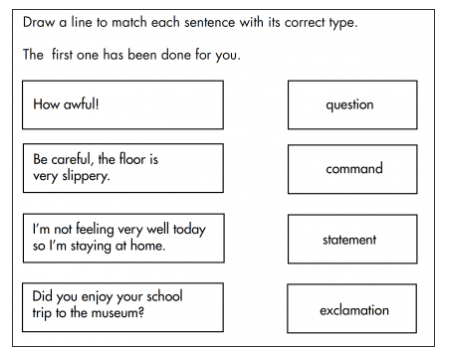 Draw a line to match each sentence with its correct type.
The first one has been done for you.
How awful!
question
Be careful, the floor is
very slippery.
command
I'm not feeling very well today
so I'm staying at home.
statement
Did you enjoy your school
trip to the museum?
exclamation